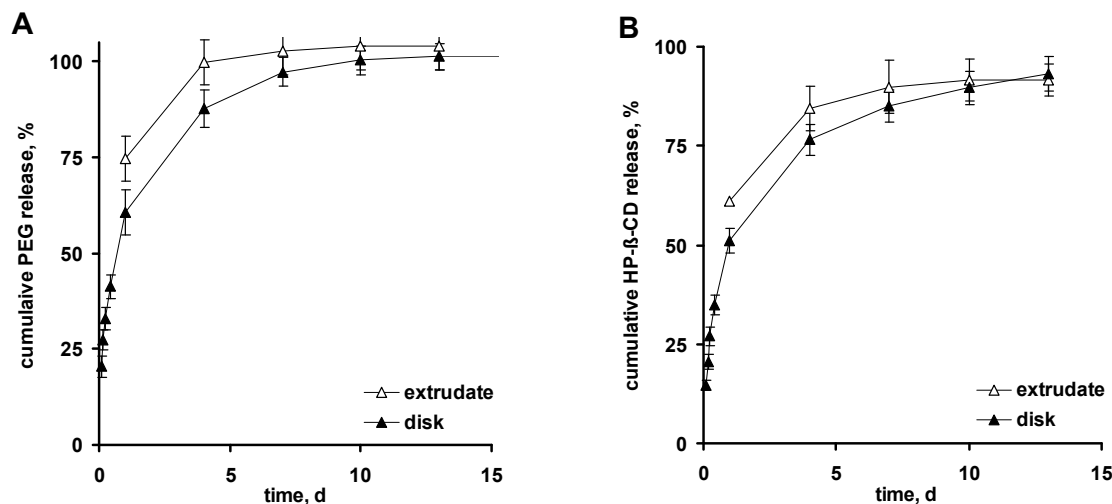 A
cumulaive PEG release, %
100
75
50
25
0
0 5 10 15
time, d
extrudate
disk
B
cumulative HP-ß-CD release, %
100
75
50
25
0
0 5 10 15
time, d
extrudate
disk